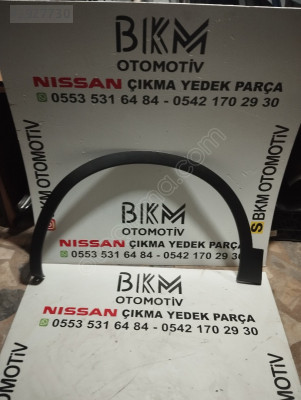 BKM
OTOMOTİV
NISSAN ÇIKMA YEDEK PARÇA
0553 531 64 84 - 0542 170 29 30
BKM OTOMOTİV
S BKM OTOMOTİV
BKM
OTOMOTİV
NISSAN ÇIKMA YEDEK PARÇA
0553 531 64 84 - 0542 170 29 30
BKM
OTOMOTİV
NISSAN ÇIKMA YEDEK PARÇA
0553 531 64 84 - 0542 170 29 30